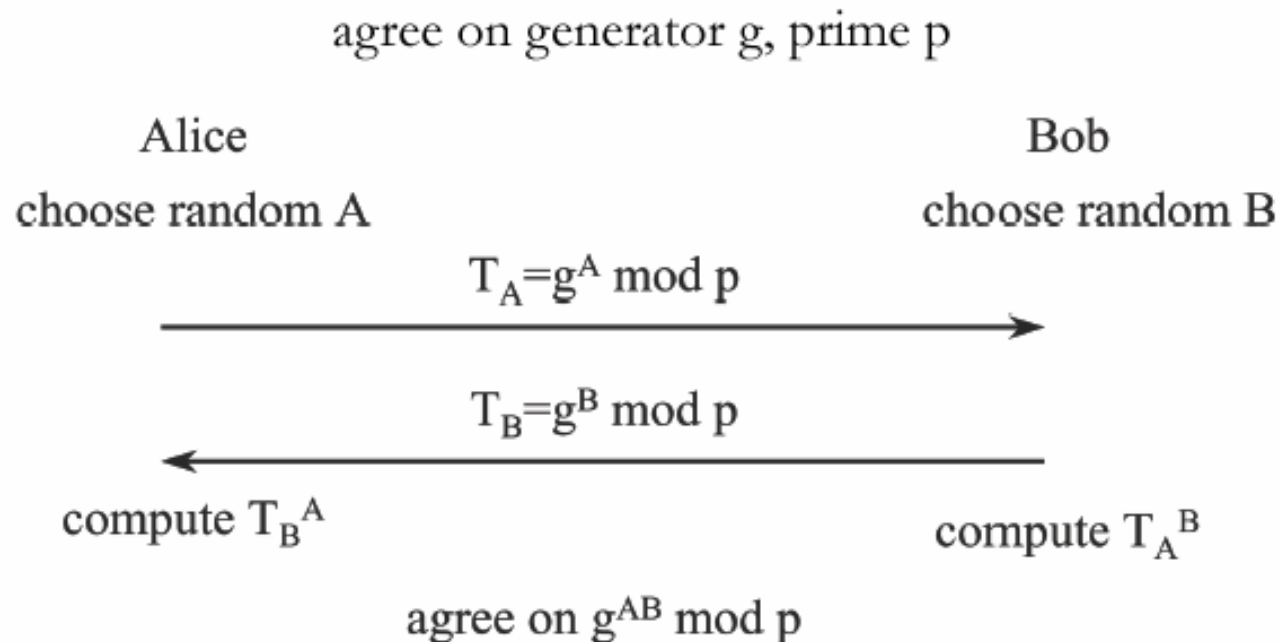 agree on generator g, prime p
Alice
Bob
choose random A
choose random B
T_A=g^A mod p
T_B=g^B mod p
compute T_B^A
compute T_A^B
agree on g^AB mod p